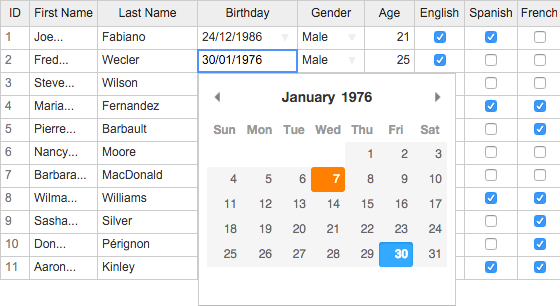 ID First Name Last Name Birthday Gender Age English Spanish French
1 Joe... Fabiano 24/12/1986 Male 21
2 Fred... Wecler 30/01/1976 Male 25
3 Steve... Wilson
4 Maria... Fernandez
5 Pierre... Barbault
6 Nancy... Moore
7 Barbara... MacDonald
8 Wilma... Williams
9 Sasha... Silver
10 Don... Pérignon
11 Aaron... Kinley
January 1976
Sun Mon Tue Wed Thu Fri Sat
1 2 3
4 5 6 7 8 9 10
11 12 13 14 15 16 17
18 19 20 21 22 23 24
25 26 27 28 29 30 31